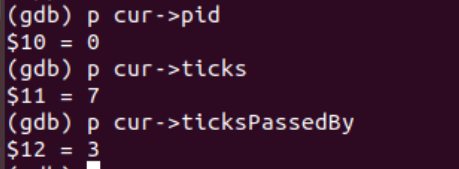 (gdb) p cur->pid
$10 = 0
(gdb) p cur->ticks
$11 = 7
(gdb) p cur->ticksPassedBy
$12 = 3